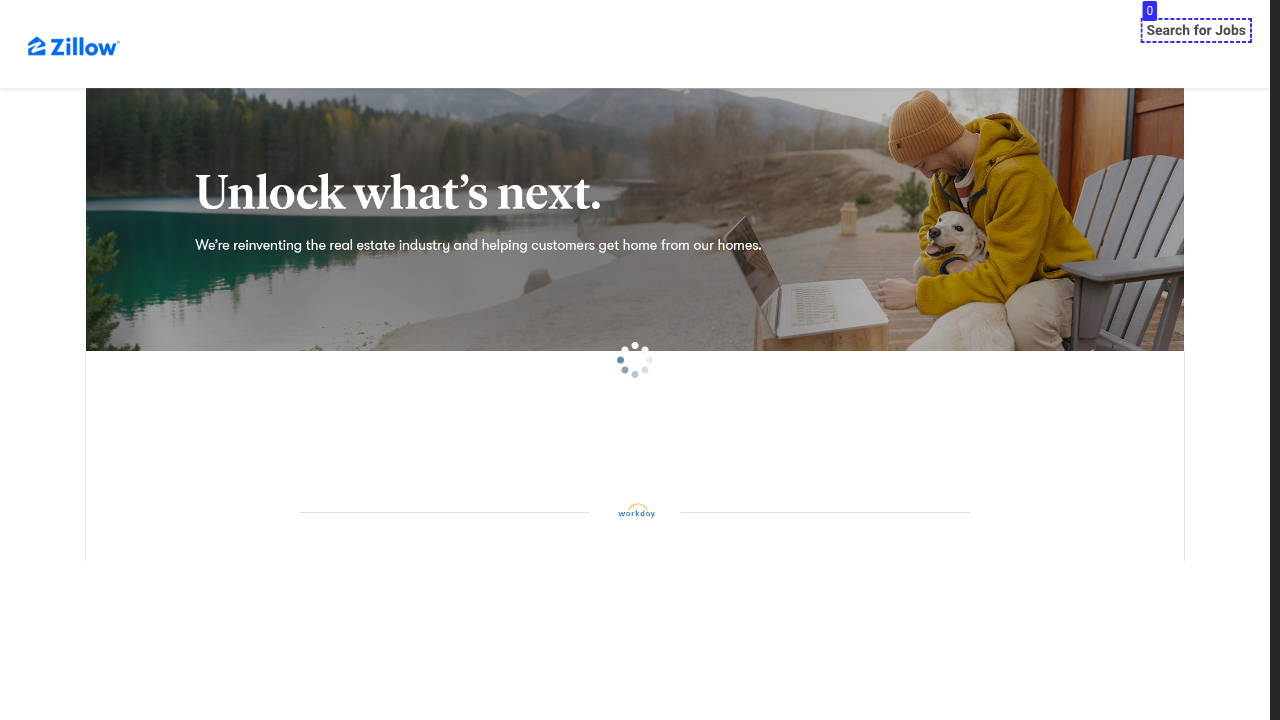 Zillow
0
Search for Jobs
Unlock what's next.
We're reinventing the real estate industry and helping customers get home from our homes.
workday.